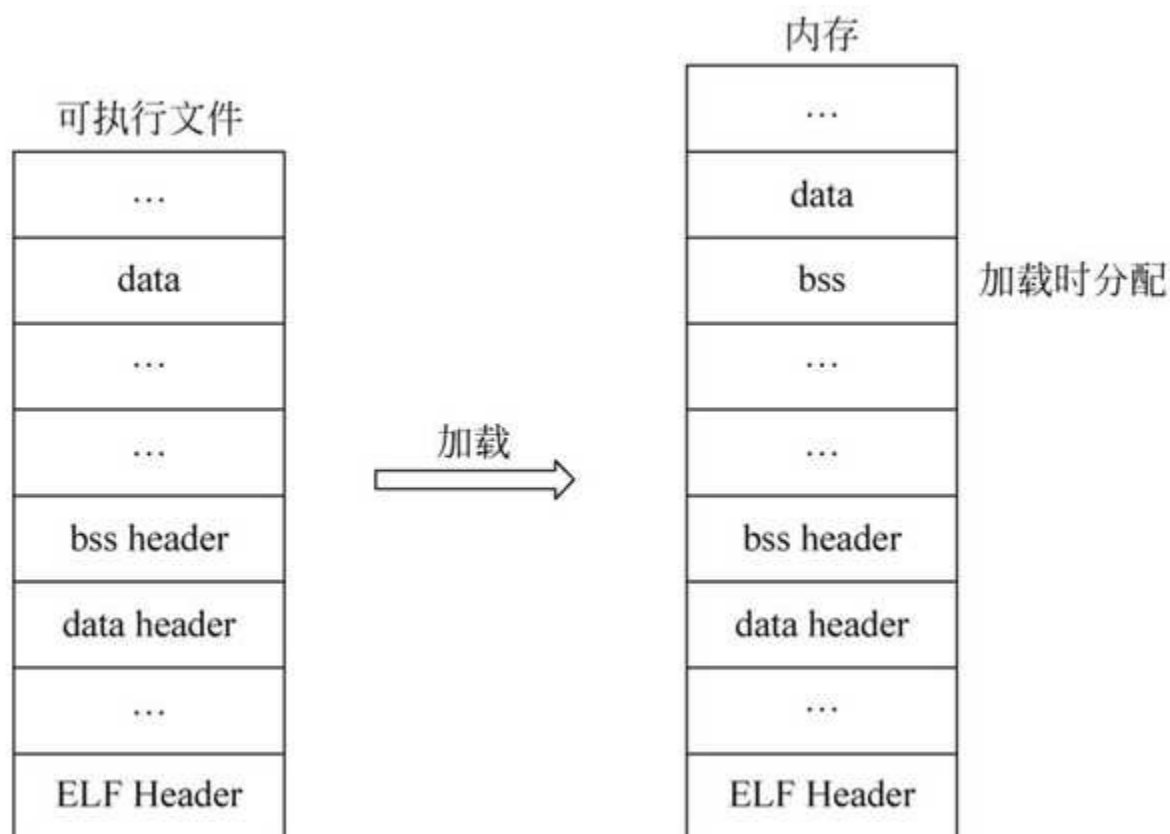 可执行文件
…
data
…
…
bss header
data header
…
ELF Header
加载
内存
…
data
bss
加载时分配
…
…
bss header
data header
…
ELF Header